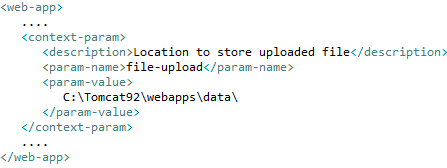 <web-app>
....
<context-param>
<description>Location to store uploaded file</description>
<param-name>file-upload</param-name>
<param-value>
C:\Tomcat92\webapps\data\
</param-value>
</context-param>
....
</web-app>